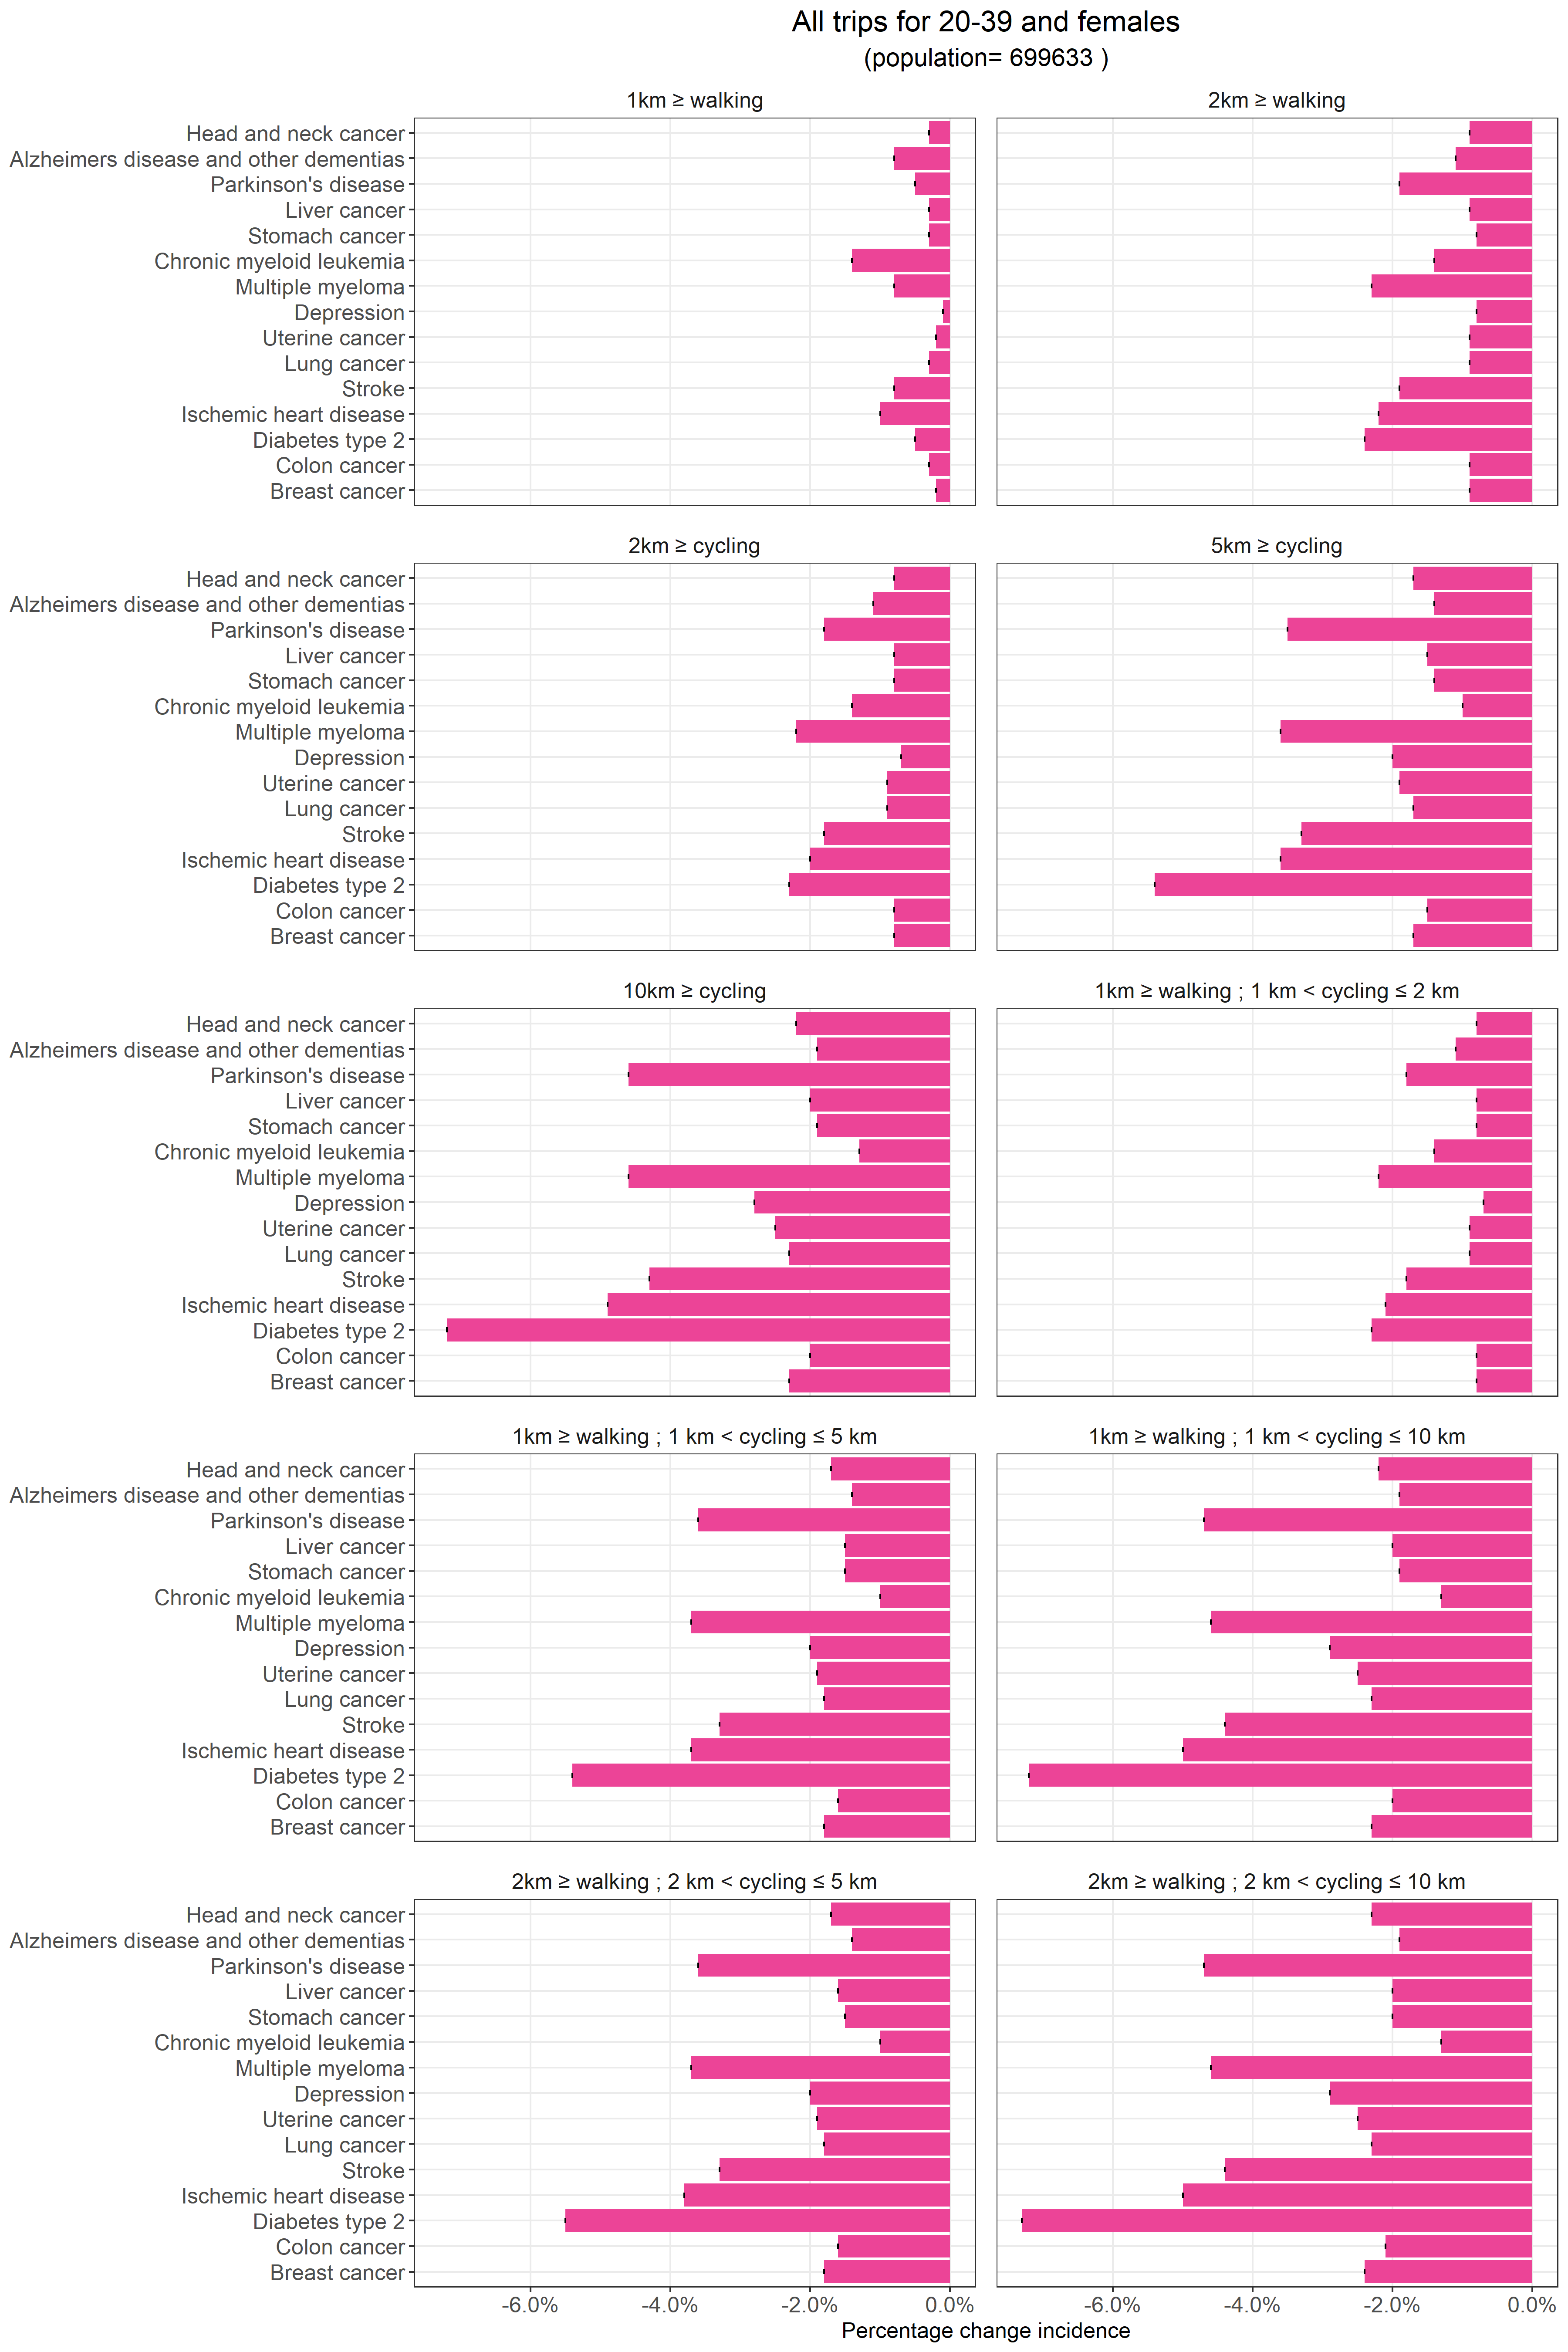 All trips for 20-39 and females
(population= 699633 )
1km ≥ walking
2km ≥ walking
Head and neck cancer
Alzheimers disease and other dementias
Parkinson's disease
Liver cancer
Stomach cancer
Chronic myeloid leukemia
Multiple myeloma
Depression
Uterine cancer
Lung cancer
Stroke
Ischemic heart disease
Diabetes type 2
Colon cancer
Breast cancer
2km ≥ cycling
5km ≥ cycling
Head and neck cancer
Alzheimers disease and other dementias
Parkinson's disease
Liver cancer
Stomach cancer
Chronic myeloid leukemia
Multiple myeloma
Depression
Uterine cancer
Lung cancer
Stroke
Ischemic heart disease
Diabetes type 2
Colon cancer
Breast cancer
10km ≥ cycling
1km ≥ walking ; 1 km < cycling ≤ 2 km
Head and neck cancer
Alzheimers disease and other dementias
Parkinson's disease
Liver cancer
Stomach cancer
Chronic myeloid leukemia
Multiple myeloma
Depression
Uterine cancer
Lung cancer
Stroke
Ischemic heart disease
Diabetes type 2
Colon cancer
Breast cancer
1km ≥ walking ; 1 km < cycling ≤ 5 km
1km ≥ walking ; 1 km < cycling ≤ 10 km
Head and neck cancer
Alzheimers disease and other dementias
Parkinson's disease
Liver cancer
Stomach cancer
Chronic myeloid leukemia
Multiple myeloma
Depression
Uterine cancer
Lung cancer
Stroke
Ischemic heart disease
Diabetes type 2
Colon cancer
Breast cancer
2km ≥ walking ; 2 km < cycling ≤ 5 km
2km ≥ walking ; 2 km < cycling ≤ 10 km
Head and neck cancer
Alzheimers disease and other dementias
Parkinson's disease
Liver cancer
Stomach cancer
Chronic myeloid leukemia
Multiple myeloma
Depression
Uterine cancer
Lung cancer
Stroke
Ischemic heart disease
Diabetes type 2
Colon cancer
Breast cancer
-6.0% -4.0% -2.0% 0.0% -6.0% -4.0% -2.0% 0.0%
Percentage change incidence